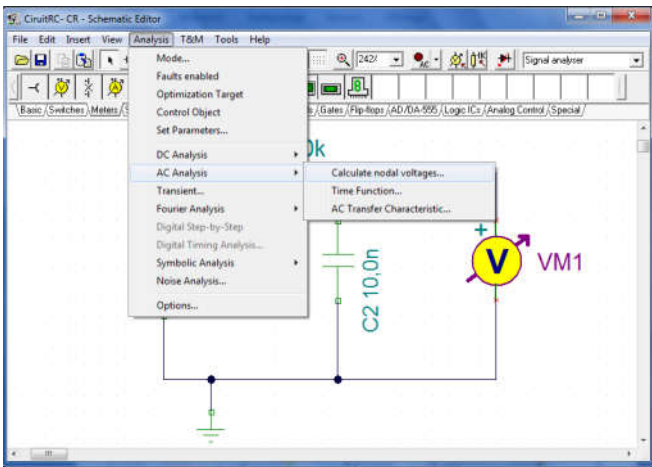 CiruitRC- CR - Schematic Editor
File Edit Insert View Analysis T&M Tools Help
242% Signal analyser
Basic Switches Meters Gates Flip-flops AD/DA-555 Logic ICs Analog Control Special
Mode...
Faults enabled
Optimization Target
Control Object
Set Parameters...
DC Analysis
AC Analysis
Transient...
Fourier Analysis
Digital Step-by-Step
Digital Timing Analysis...
Symbolic Analysis
Noise Analysis...
Options...
Calculate nodal voltages...
Time Function...
AC Transfer Characteristic...
C2 10,0n
+
V
VM1